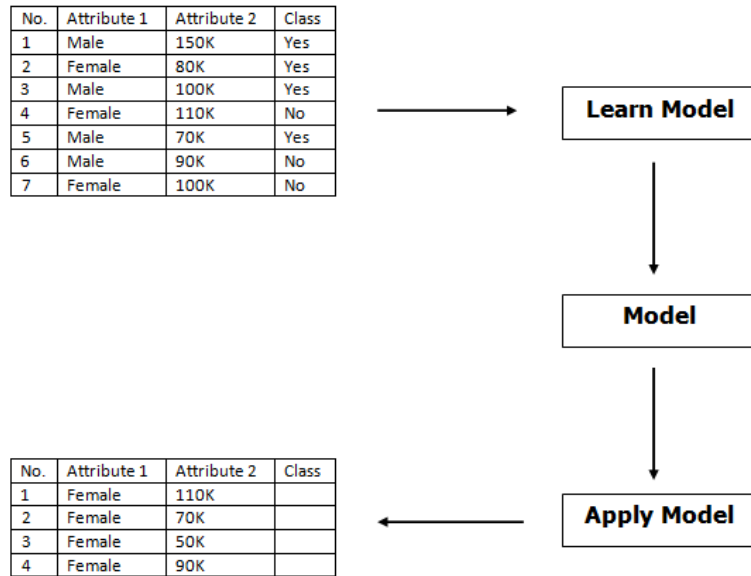 No. Attribute 1 Attribute 2 Class
1 Male 150K Yes
2 Female 80K Yes
3 Male 100K Yes
4 Female 110K No
5 Male 70K Yes
6 Male 90K No
7 Female 100K No
Learn Model
Model
Apply Model
No. Attribute 1 Attribute 2 Class
1 Female 110K
2 Female 70K
3 Female 50K
4 Female 90K